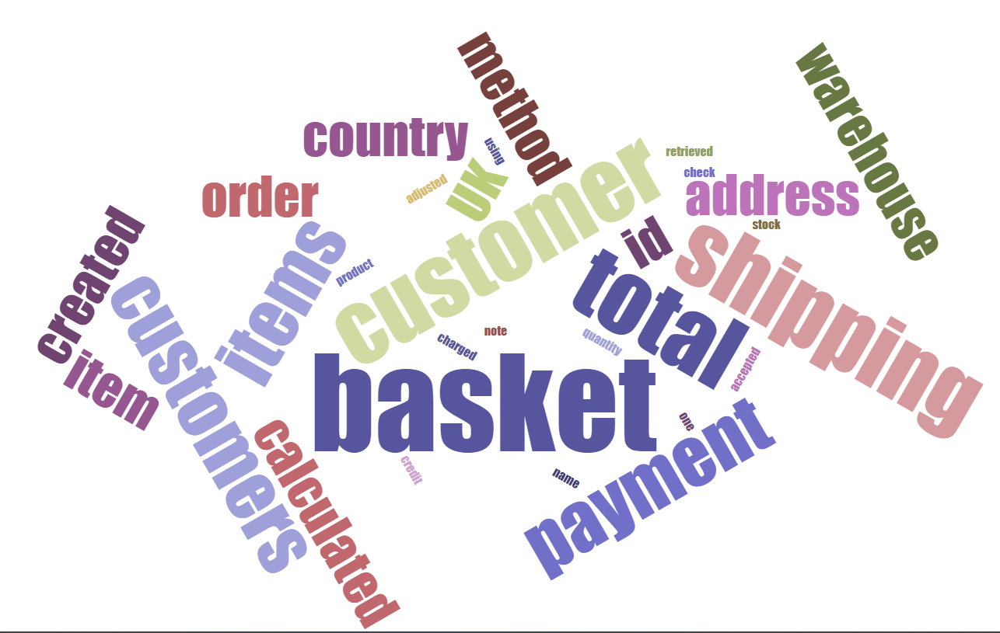 method
warehouse
country
using
retrieved
check
UK
adjusted
address
order
customer
stock
created
items
id
shipping
product
total
customers
note
charged
quantity
item
basket
accepted
one
calculated
credit
name
payment